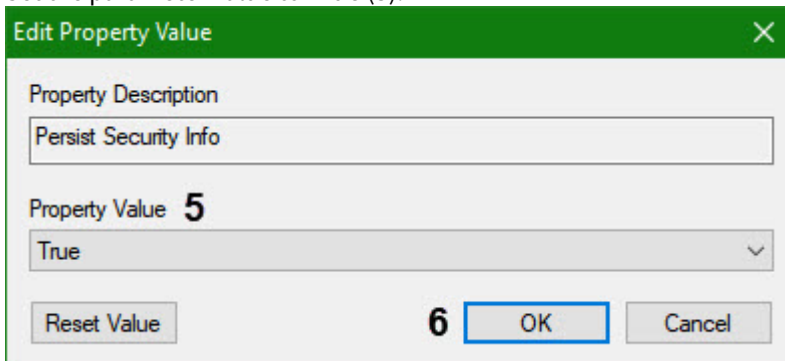 Edit Property Value
Property Description
Persist Security Info
Property Value 5
True
Reset Value 6 OK Cancel